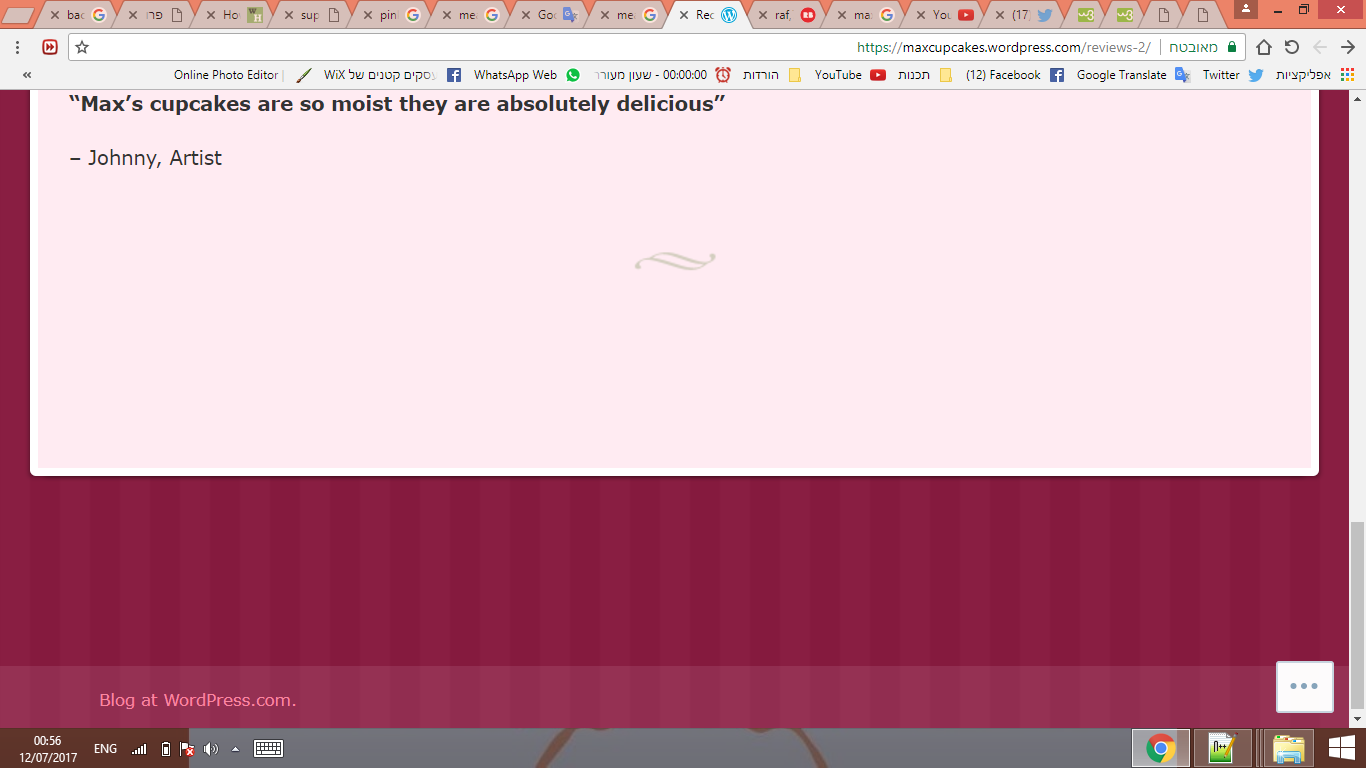 bac
פרו
Ho
sup
pin
me
Goo
me
Rec
raf,
ma
You
(17)
https://maxcupcakes.wordpress.com/reviews-2/
מאובטח
Online Photo Editor
עסקים קטנים של WiX
WhatsApp Web
00:00:00 - שעון מעורר
הורדות
YouTube
תכנות
(12) Facebook
Google Translate
Twitter
אפליקציות
“Max’s cupcakes are so moist they are absolutely delicious”
– Johnny, Artist
Blog at WordPress.com.
00:56
ENG
12/07/2017